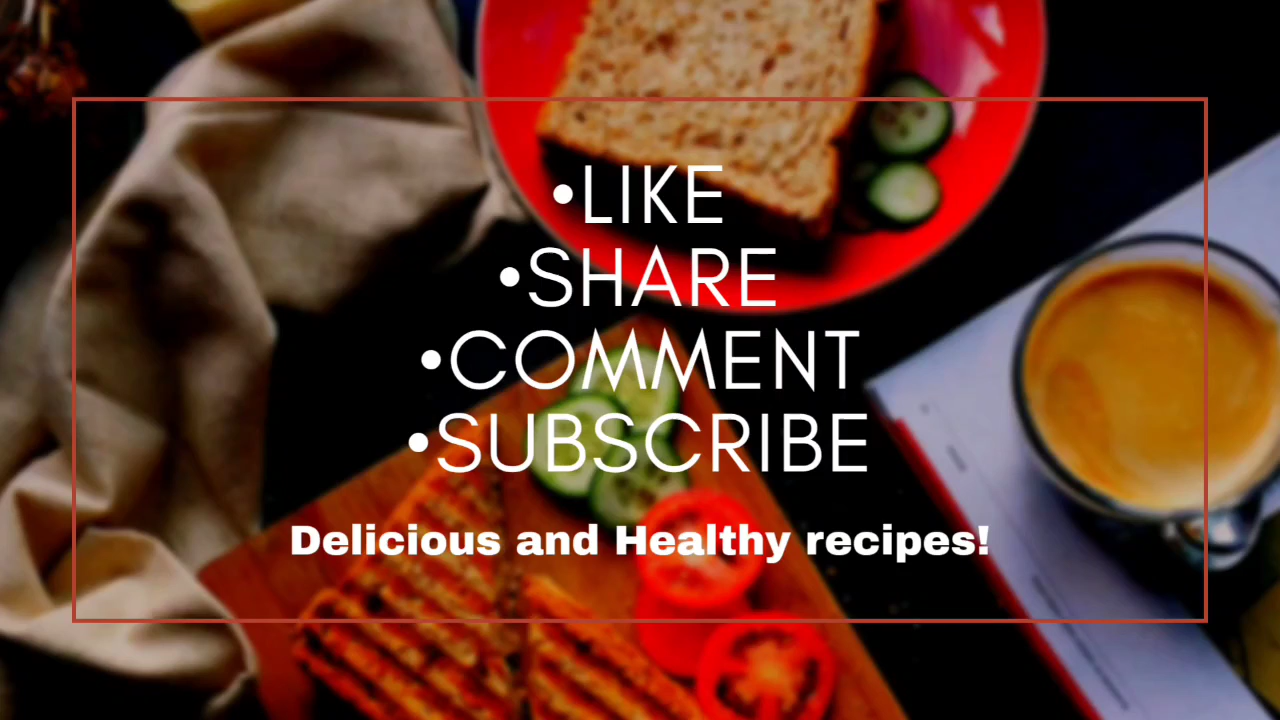 •LIKE
•SHARE
•COMMENT
•SUBSCRIBE
Delicious and Healthy recipes!